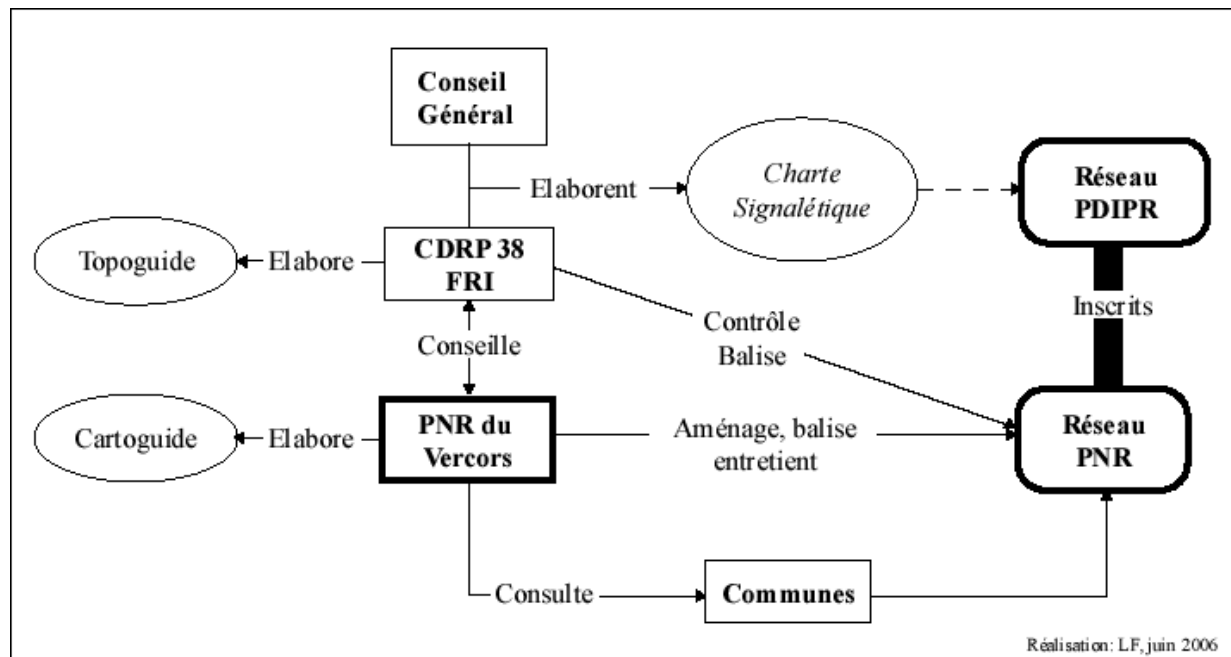 Conseil
Général
Elaborent
Charte
Signalétique
Réseau
PDIPR
Topoguide
Elabore
CDRP 38
FRI
Contrôle
Balise
Inscrits
Conseille
Cartoguide
Elabore
PNR du
Vercors
Aménage, balise
entretient
Réseau
PNR
Consulte
Communes
Réalisation: LF, juin 2006